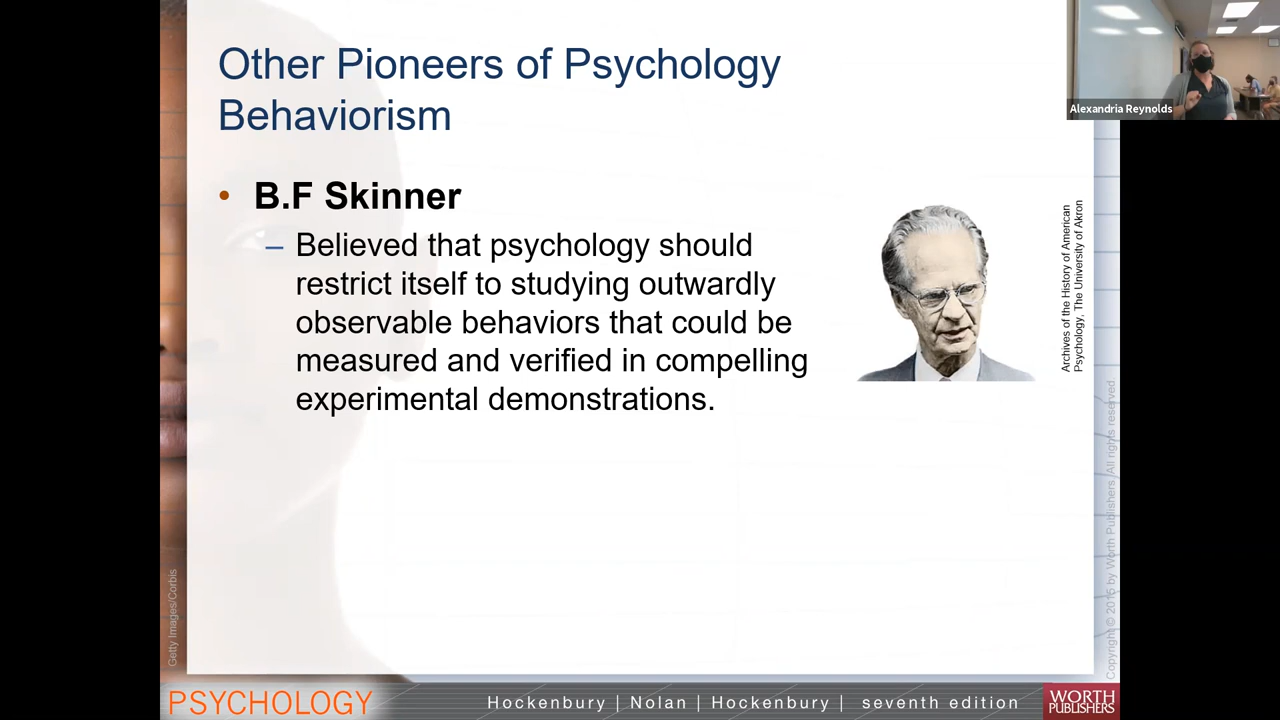 Other Pioneers of Psychology
Behaviorism
• B.F Skinner
– Believed that psychology should
restrict itself to studying outwardly
observable behaviors that could be
measured and verified in compelling
experimental demonstrations.
Alexandria Reynolds
Archives of the History of American
Psychology, The University of Akron
Getty Images/Corbis
Copyright © 2015 by Worth Publishers. All rights reserved.
PSYCHOLOGY
Hockenbury | Nolan | Hockenbury | seventh edition
WORTH
PUBLISHERS